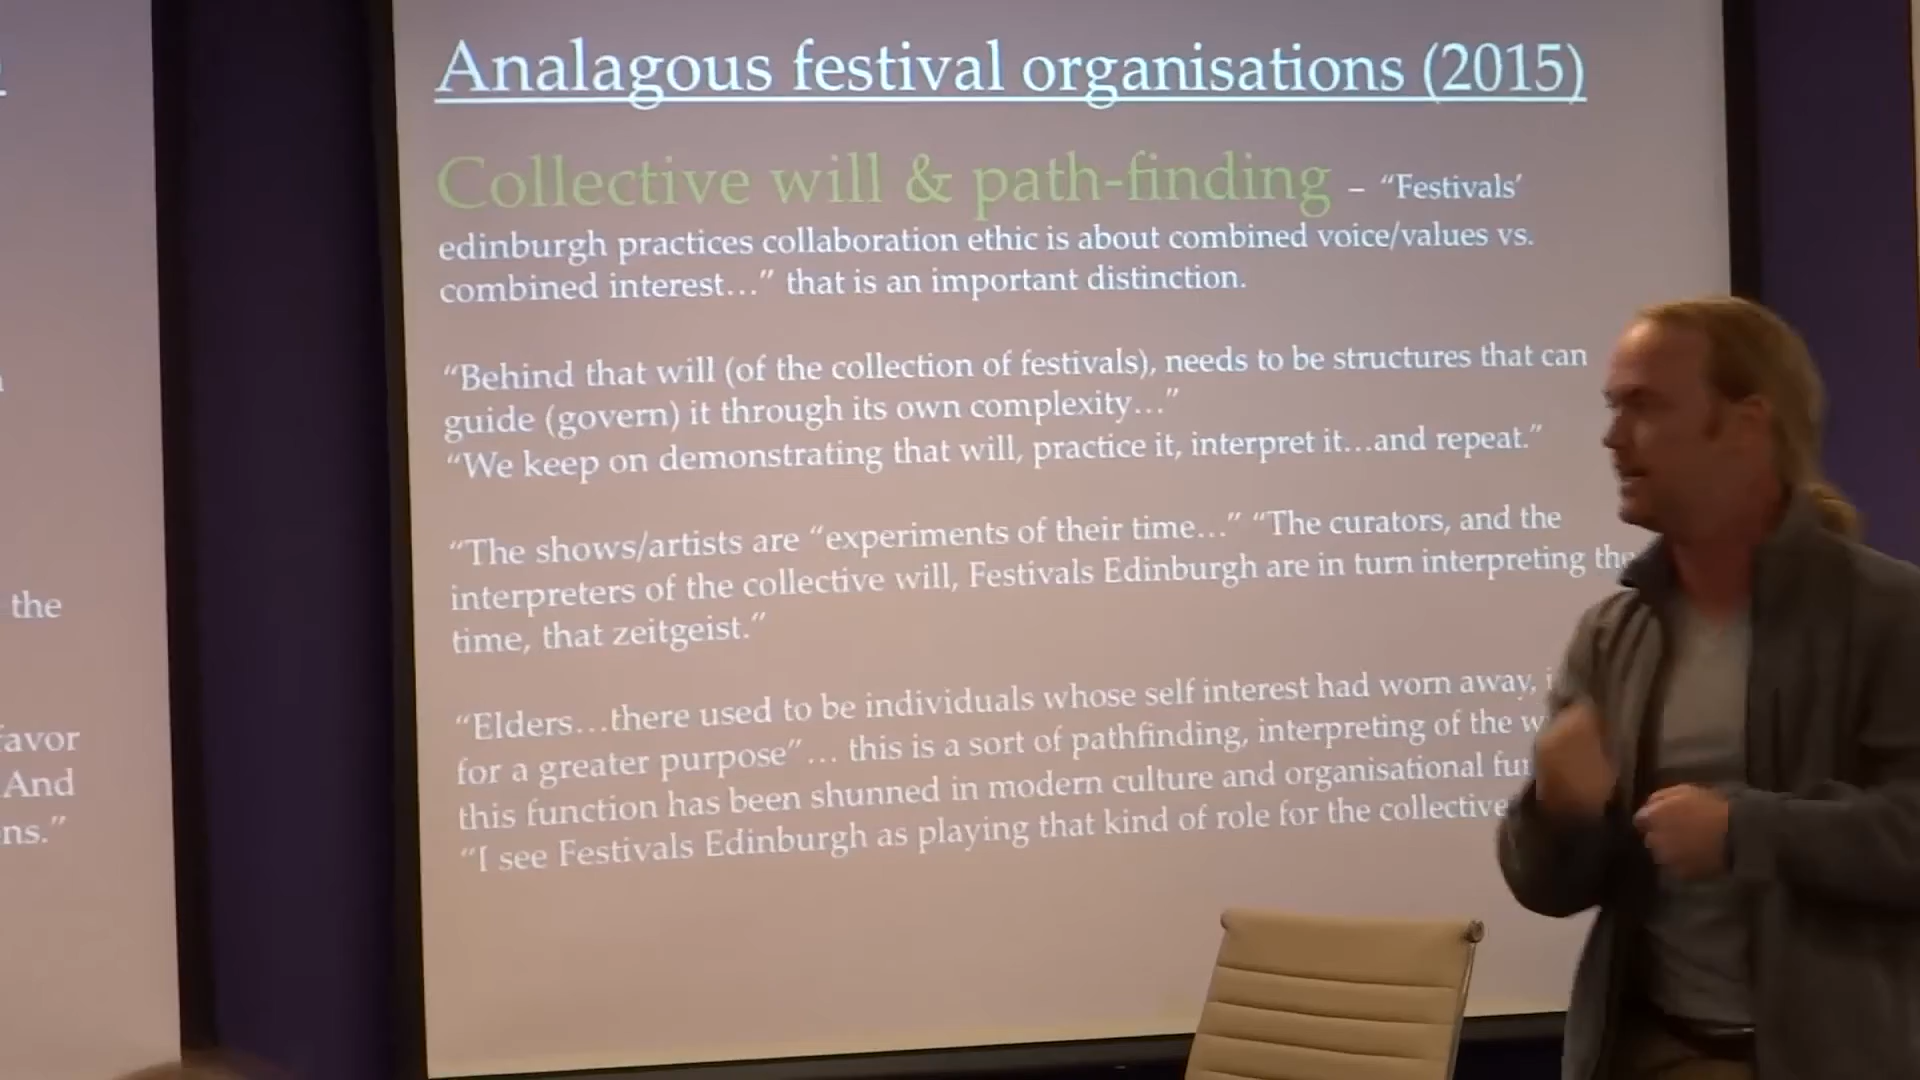 Analagous festival organisations (2015)
Collective will & path-finding – “Festivals’
edinburgh practices collaboration ethic is about combined voice/values vs.
combined interest…” that is an important distinction.
“Behind that will (of the collection of festivals), needs to be structures that can
guide (govern) it through its own complexity…”
“We keep on demonstrating that will, practice it, interpret it…and repeat.”
“The shows/artists are “experiments of their time…” “The curators, and the
interpreters of the collective will, Festivals Edinburgh are in turn interpreting the
time, that zeitgeist.”
“Elders…there used to be individuals whose self interest had worn away,
for a greater purpose”… this is a sort of pathfinding, interpreting of the
this function has been shunned in modern culture and organisational
“I see Festivals Edinburgh as playing that kind of role for the collective
the
And
ns.”